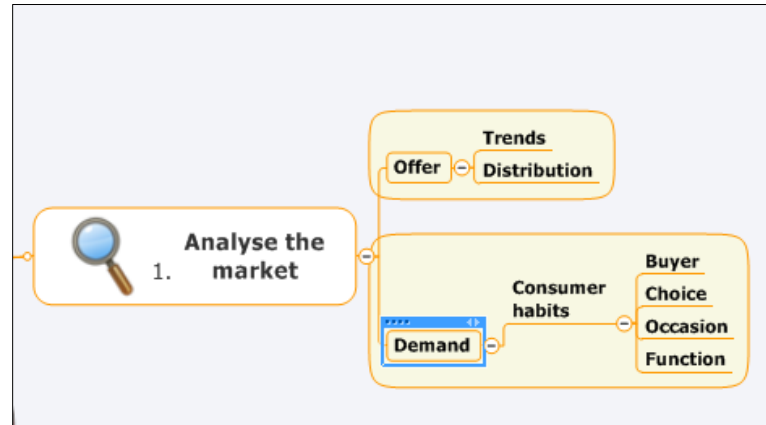 1. Analyse the
market
Offer
Trends
Distribution
Demand
Consumer
habits
Buyer
Choice
Occasion
Function